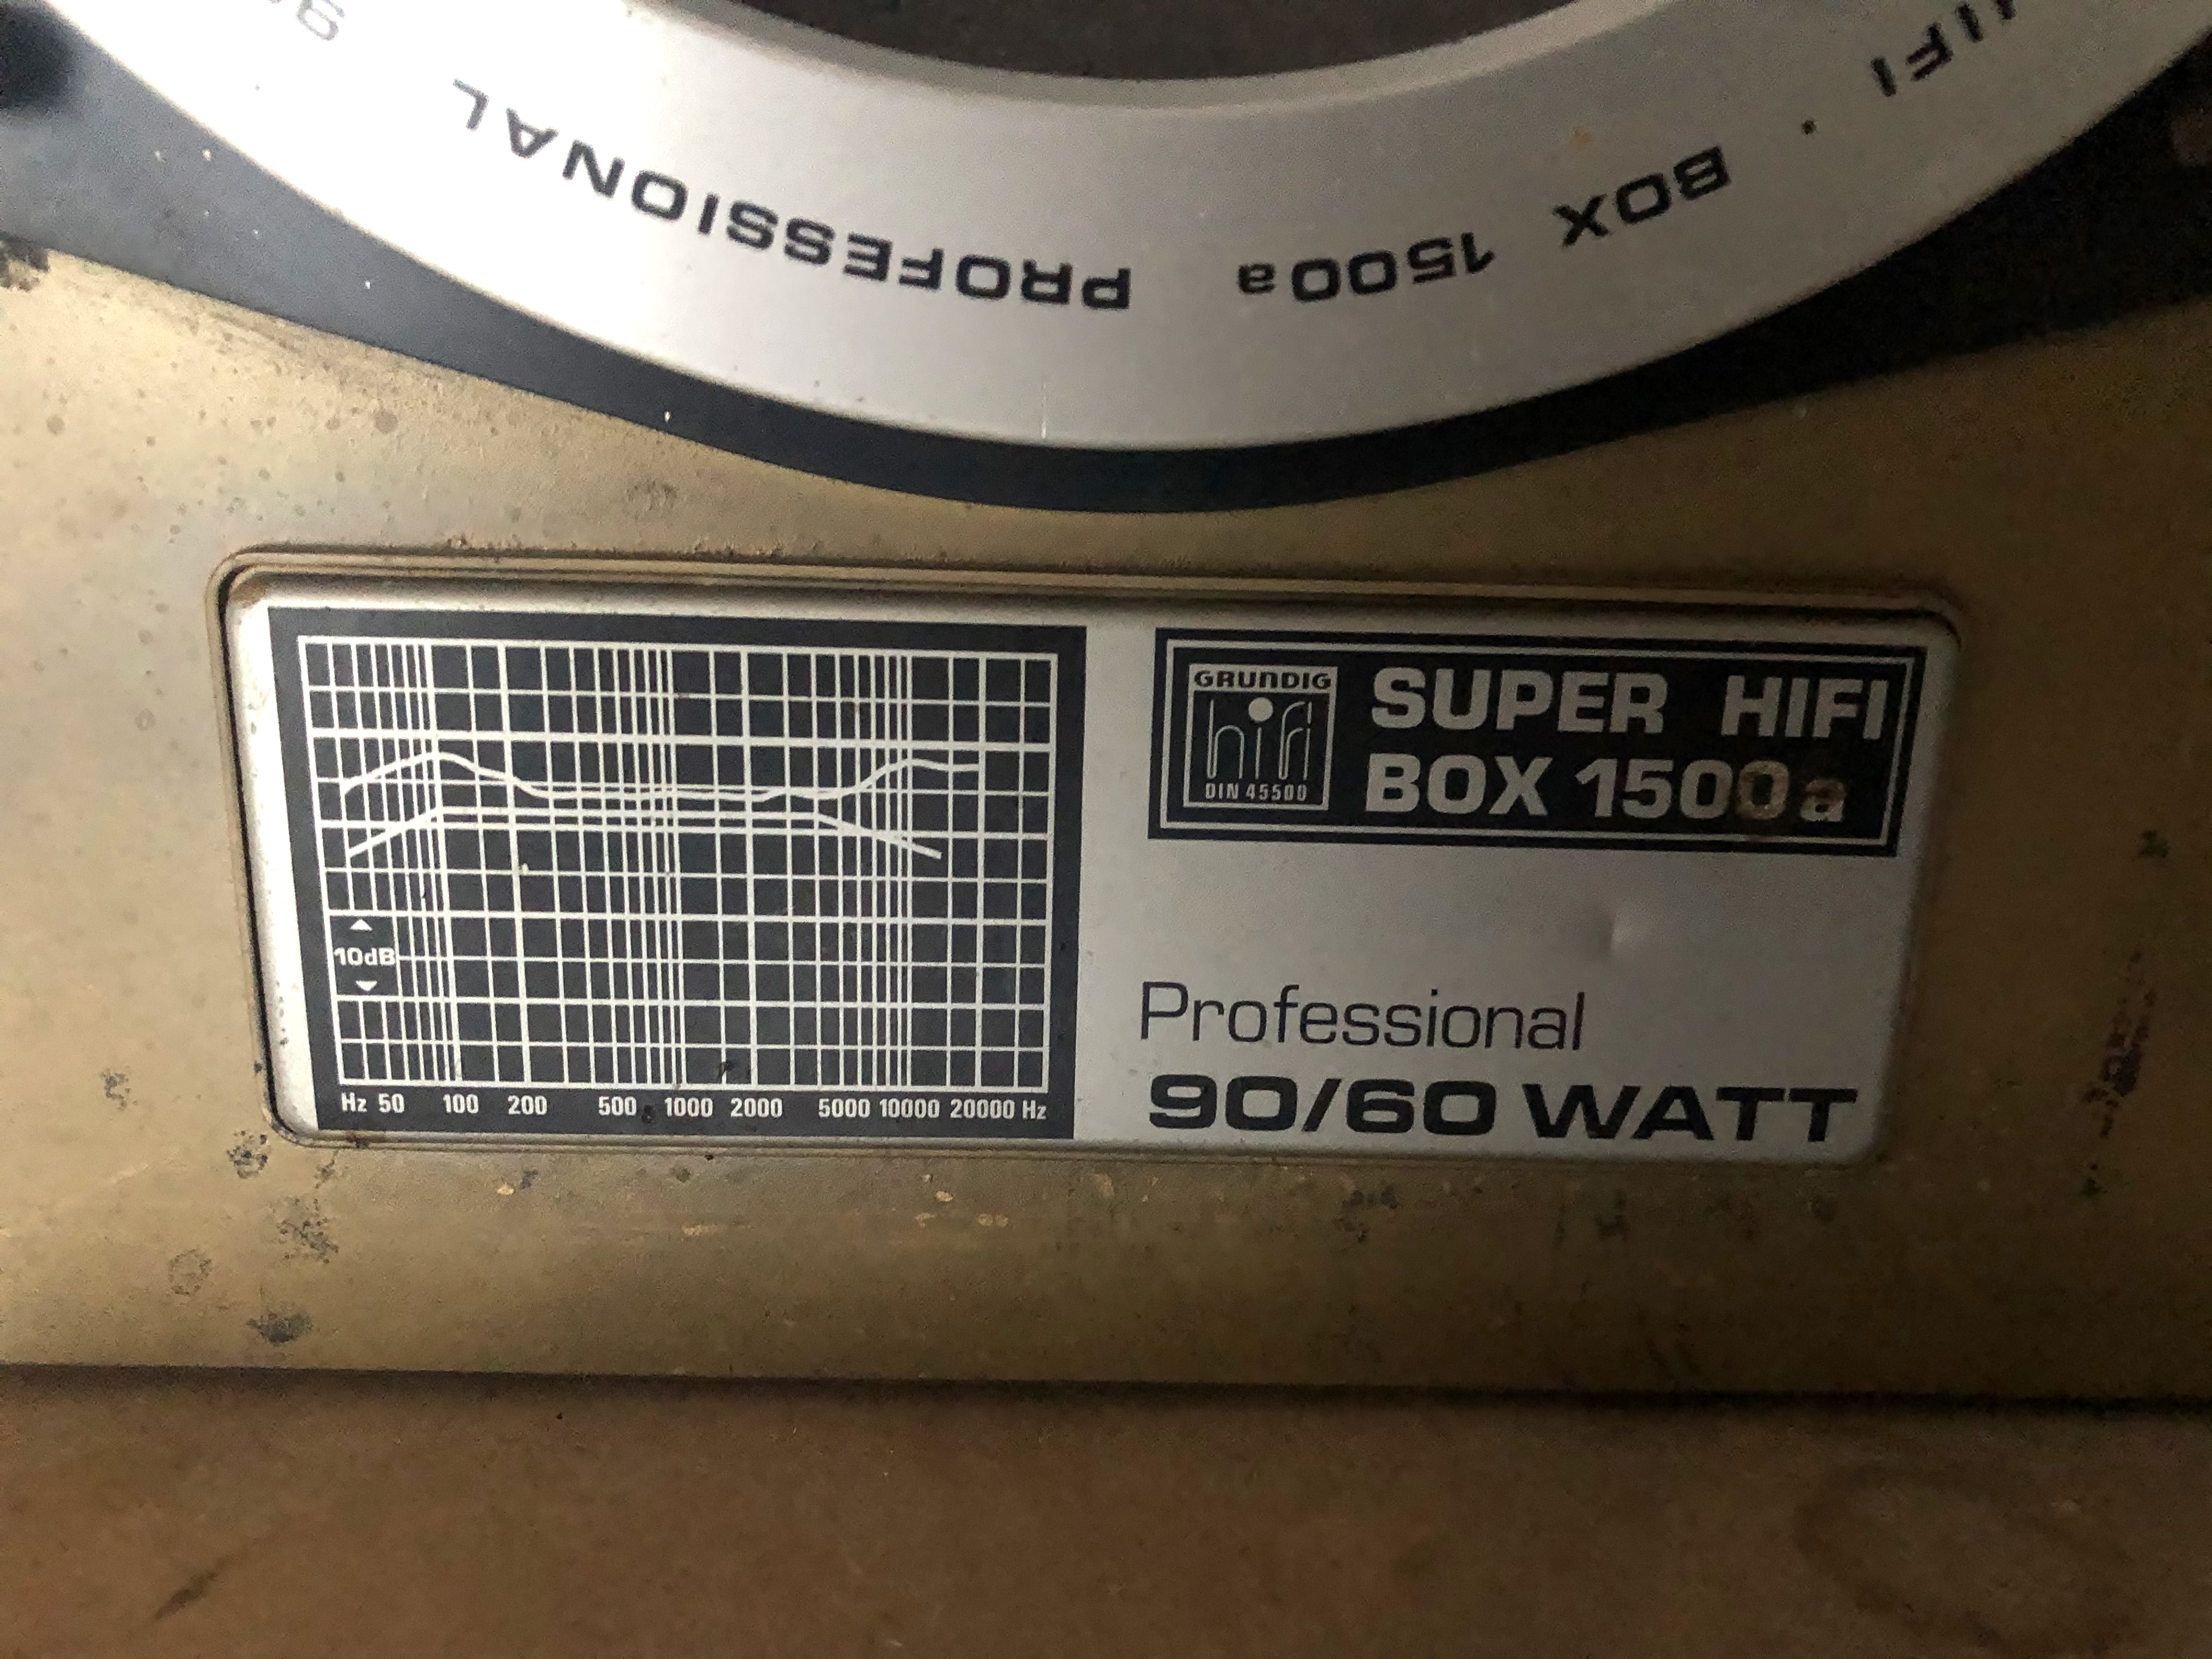 HIFI · BOX 1500a PROFESSIONAL
GRUNDIG
hifi
DIN 45500
SUPER HIFI
BOX 1500a
10dB
Hz 50 100 200 500 1000 2000 5000 10000 20000 Hz
Professional
90/60 WATT